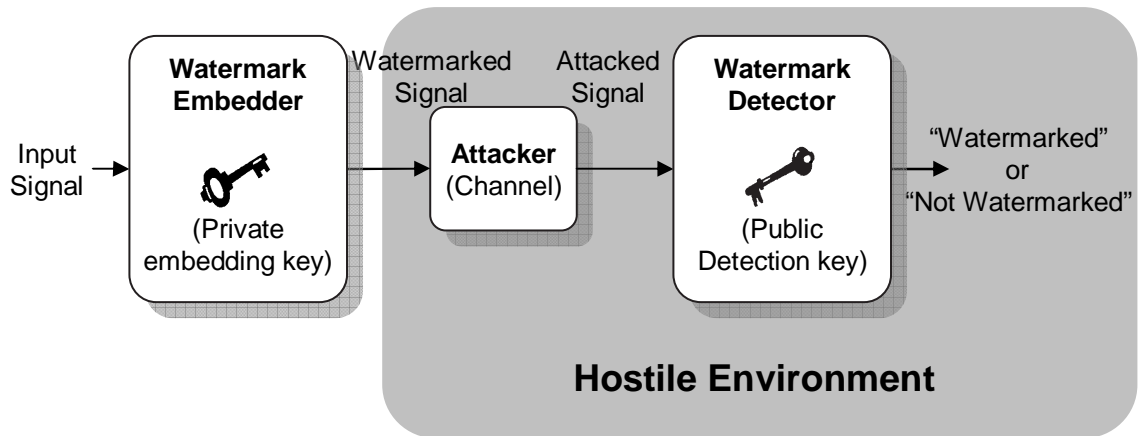 Input
Signal
Watermark
Embedder
(Private
embedding key)
Watermarked
Signal
Attacker
(Channel)
Attacked
Signal
Watermark
Detector
(Public
Detection key)
“Watermarked”
or
“Not Watermarked”
Hostile Environment